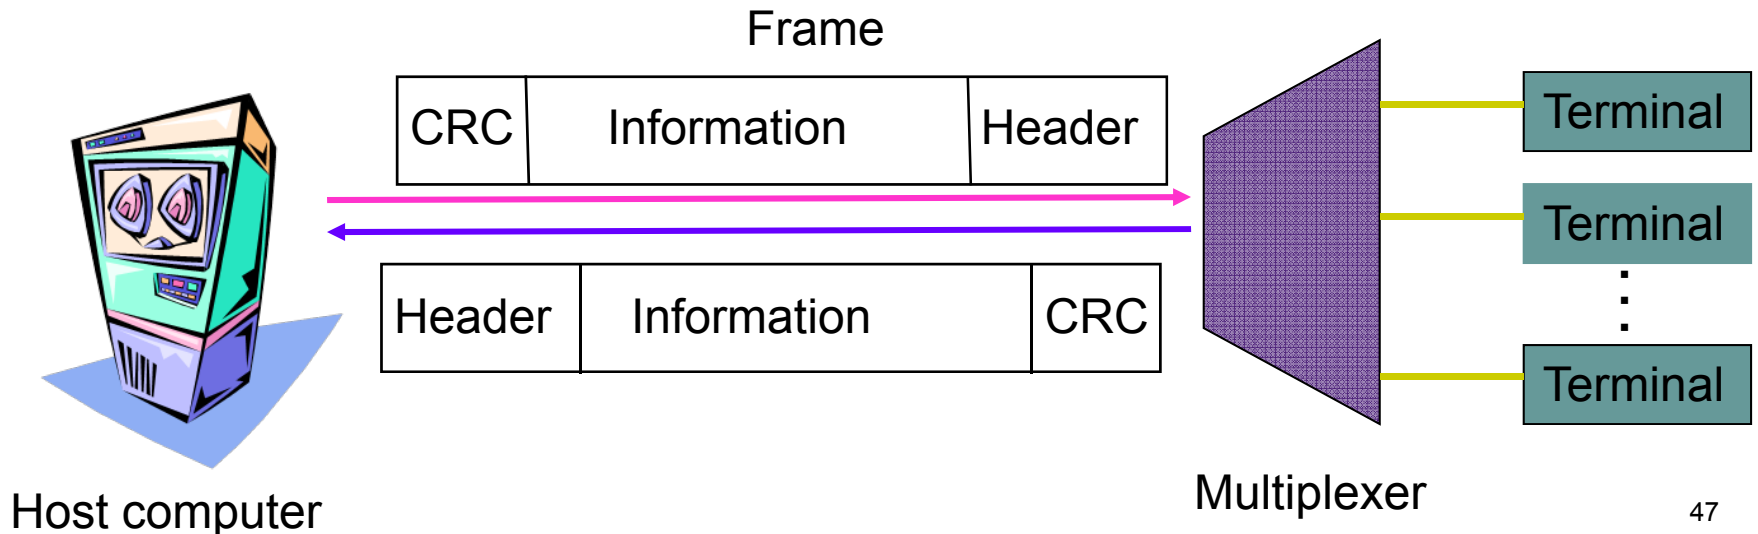 Frame
CRC Information Header
Terminal
Terminal
Header Information CRC
Terminal
Host computer
Multiplexer
47